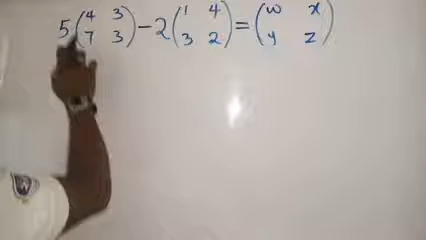 5 ( 4 3 ) − 2 ( 1 4 ) = ( w x )
( 7 3 ) ( 3 2 ) ( y z )